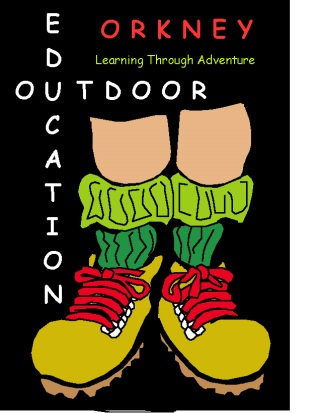 ORKNEY
Learning Through Adventure
OUTDOOR
EDUCATION